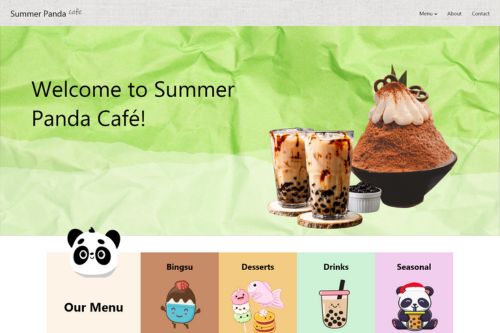 Summer Panda cafe
Menu About Contact
Welcome to Summer
Panda Café!
Bingsu
Desserts
Drinks
Seasonal
Our Menu